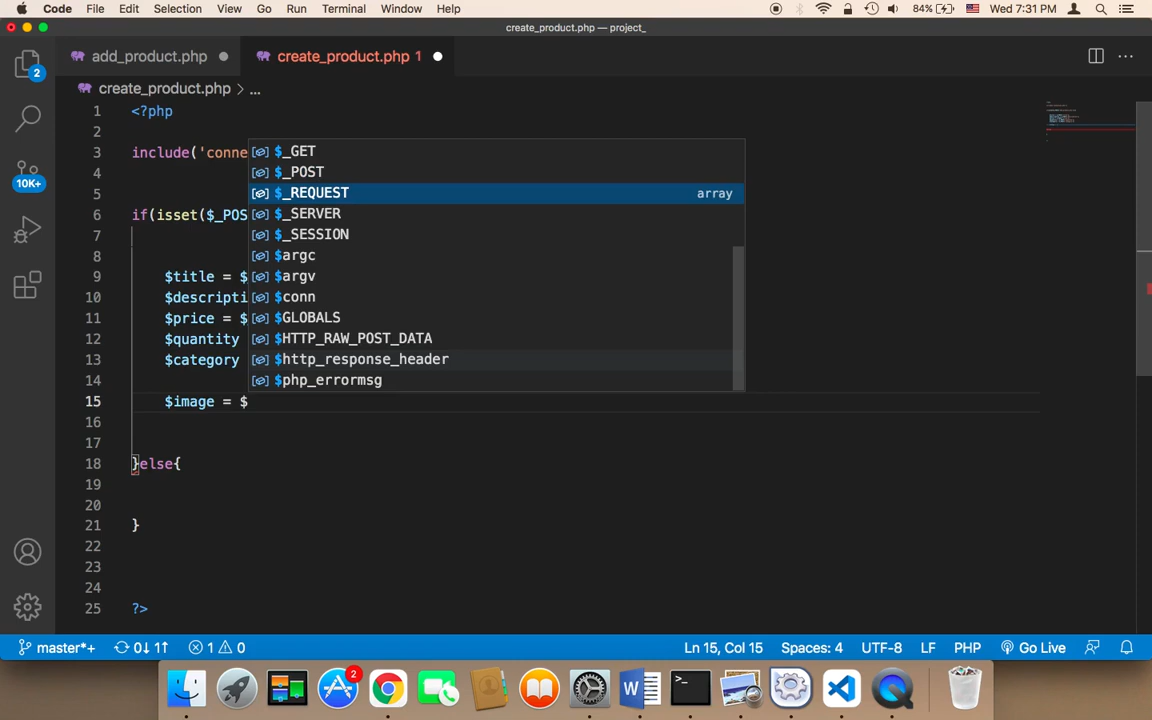 Code File Edit Selection View Go Run Terminal Window Help 84% Wed 7:31 PM
create_product.php — project_
add_product.php create_product.php 1
create_product.php > ...
2
10K+
1 <?php
2
3 include('conne
4
5
6 if(isset($_POS
7
8
9 $title = $
10 $descripti
11 $price = $
12 $quantity
13 $category
14
15 $image = $
16
17
18 }else{
19
20
21 }
22
23
24
25 ?>
$_GET
$_POST
$_REQUEST array
$_SERVER
$_SESSION
$argc
$argv
$conn
$GLOBALS
$HTTP_RAW_POST_DATA
$http_response_header
$php_errormsg
master*+ 0↓ 1↑ 1 0 Ln 15, Col 15 Spaces: 4 UTF-8 LF PHP Go Live
2